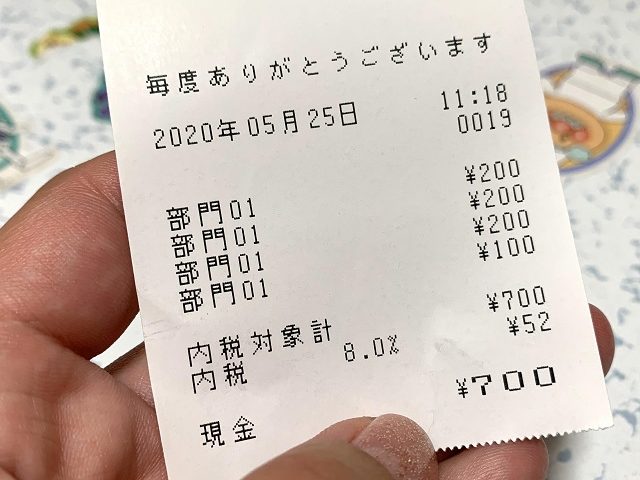 毎度ありがとうございます
2020年05月25日 11:18
0019
部門01 ¥200
部門01 ¥200
部門01 ¥200
部門01 ¥100
内税対象計 ¥700
内税 8.0% ¥52
現金 ¥700